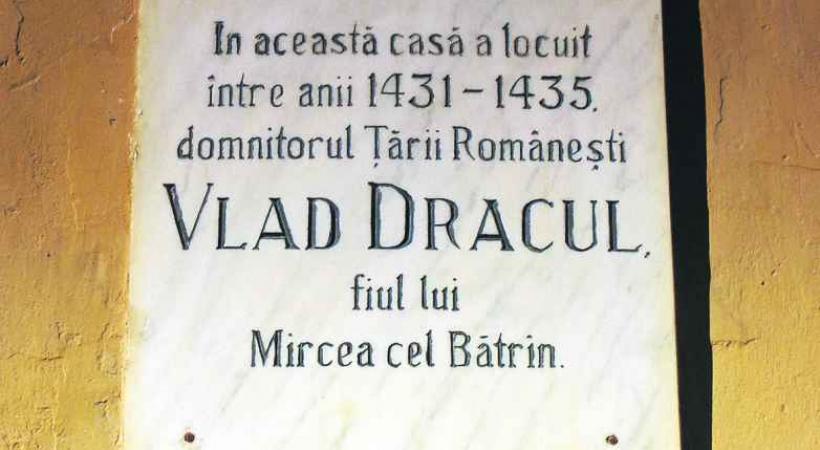 In această casă a locuit
între anii 1431 – 1435,
domnitorul Țării Românești
VLAD DRACUL,
fiul lui
Mircea cel Bătrin.